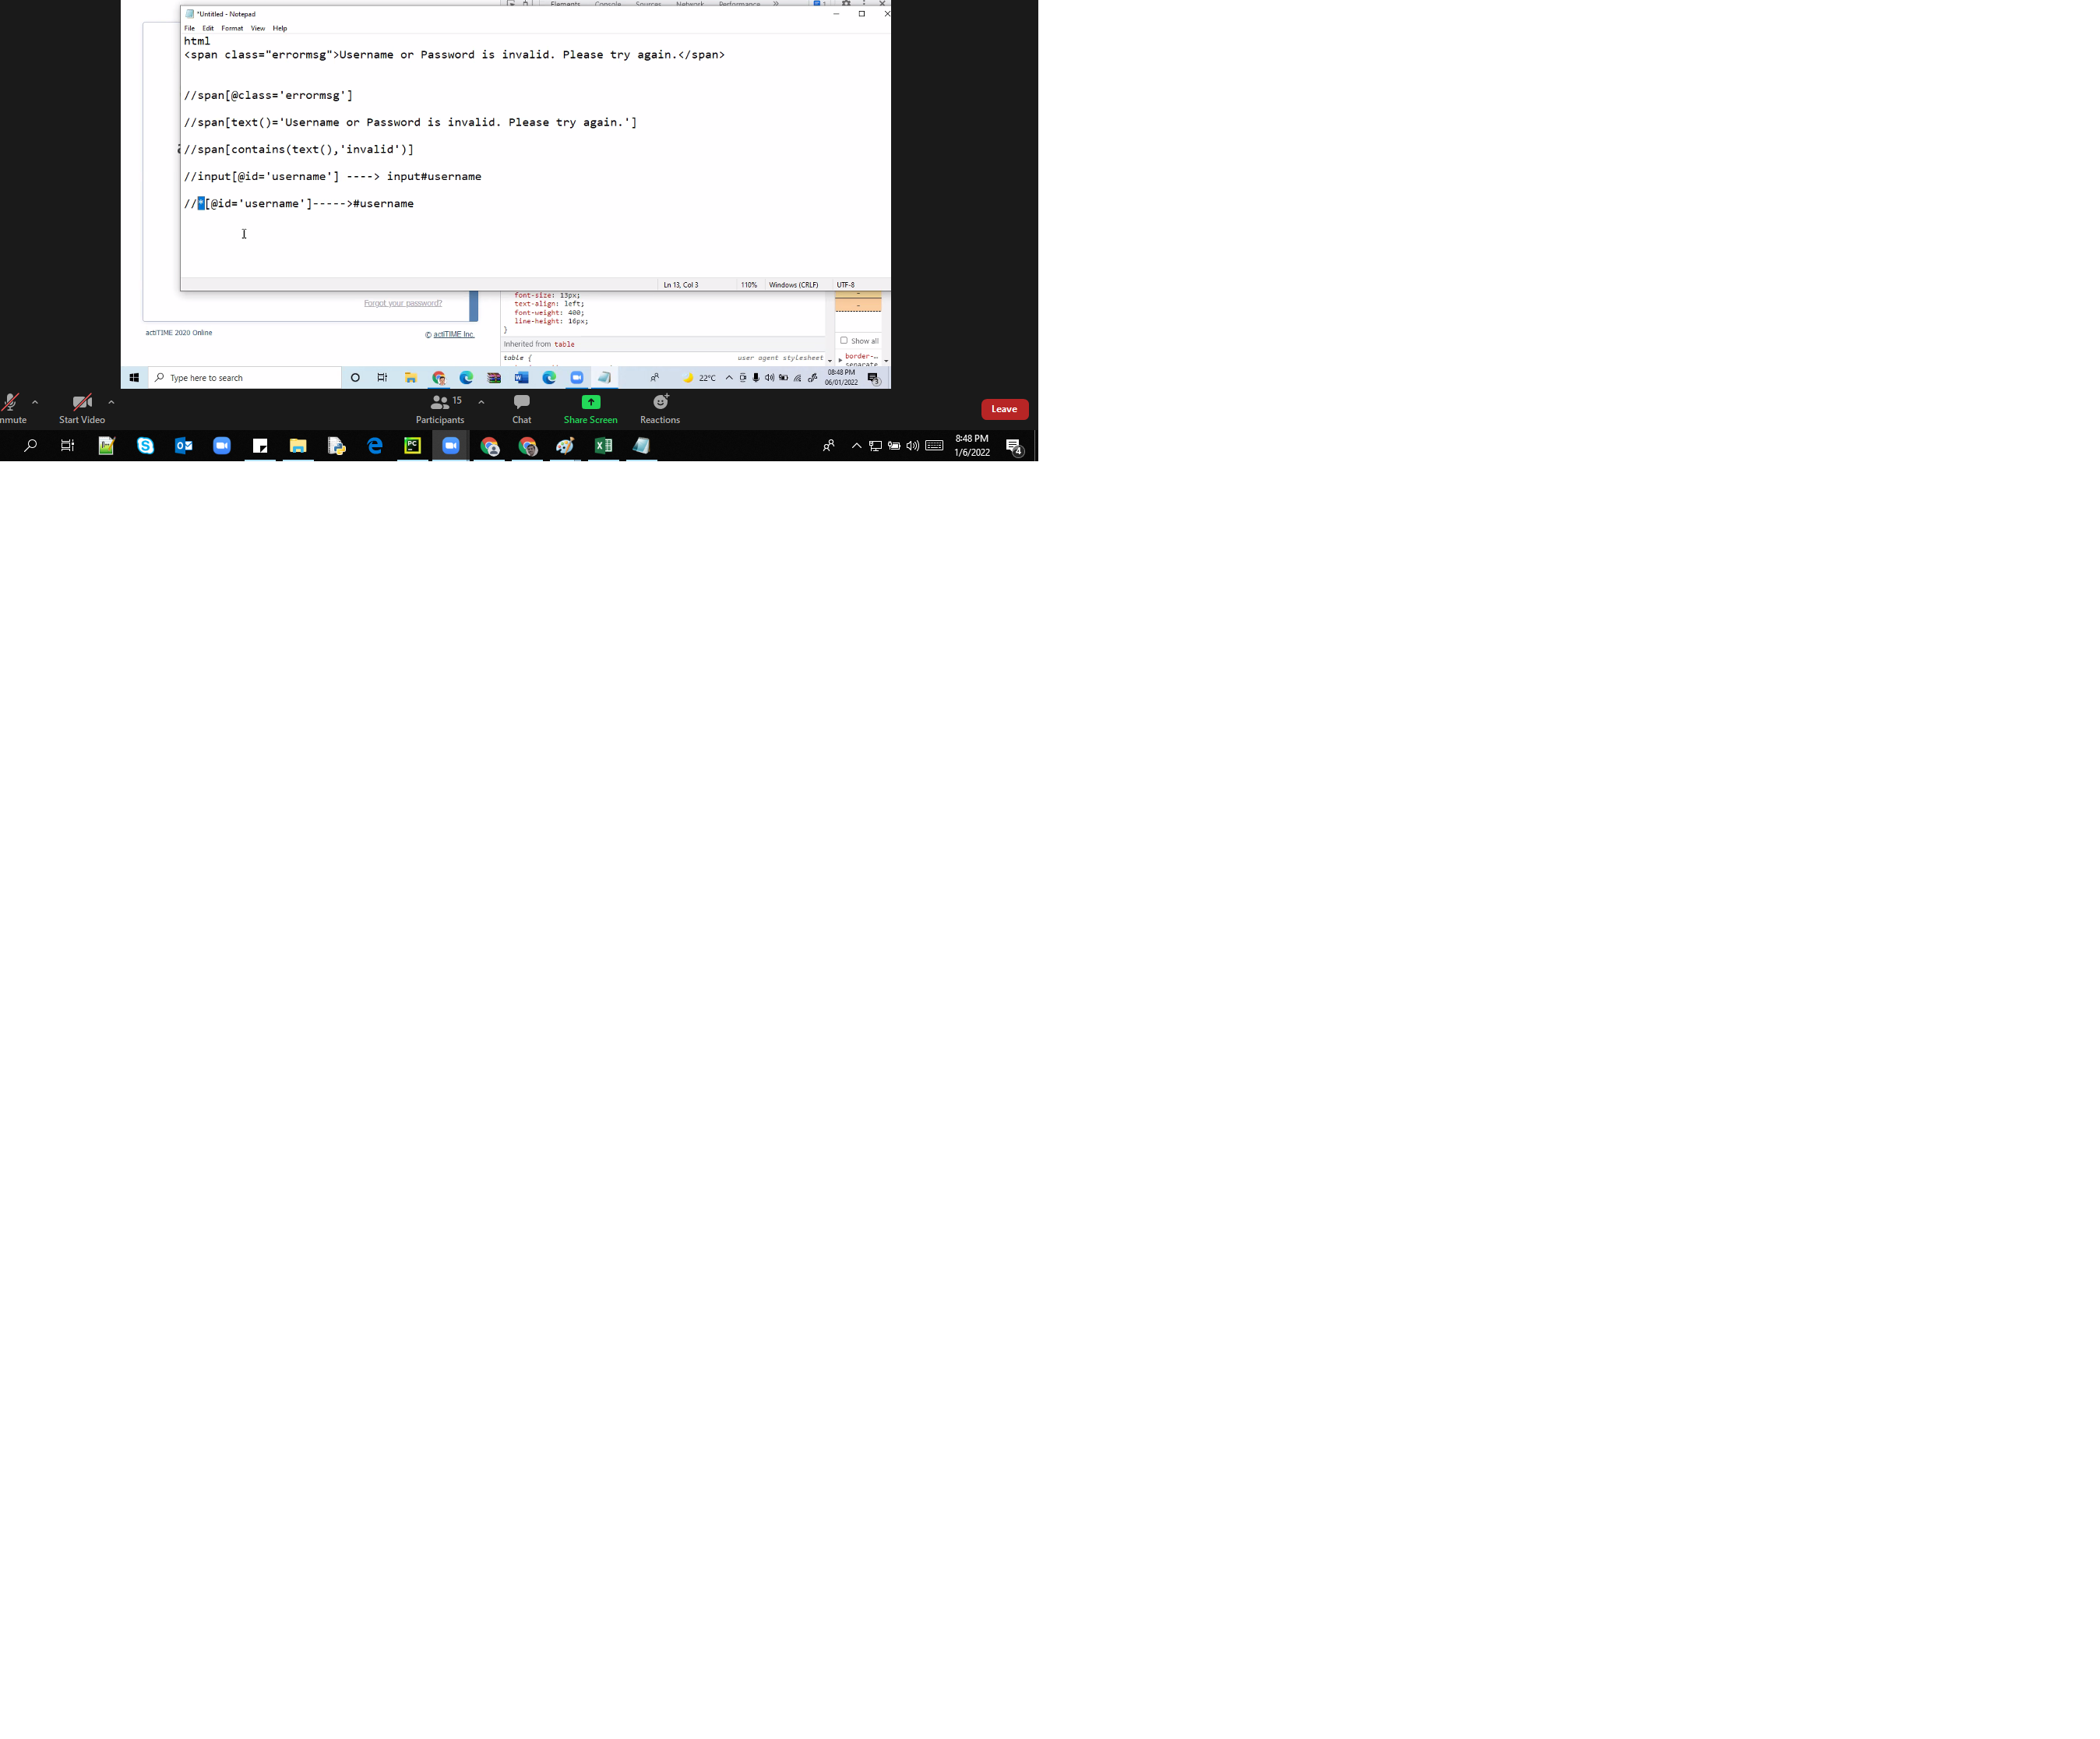 Elements Console Sources Network Performance
*Untitled - Notepad
File Edit Format View Help
html
<span class="errormsg">Username or Password is invalid. Please try again.</span>
//span[@class='errormsg']
//span[text()='Username or Password is invalid. Please try again.']
//span[contains(text(),'invalid')]
//input[@id='username'] ----> input#username
//*[@id='username']----->#username
Ln 13, Col 3 110% Windows (CRLF) UTF-8
Forgot your password?
actiTIME 2020 Online
© actiTIME Inc.
font-size: 13px;
text-align: left;
font-weight: 400;
line-height: 16px;
}
Inherited from table
table {
user agent stylesheet
Show all
border-…
separate
Type here to search
22°C
08:48 PM
06/01/2022
3
nmute
Start Video
15
Participants
Chat
Share Screen
Reactions
Leave
8:48 PM
1/6/2022
4